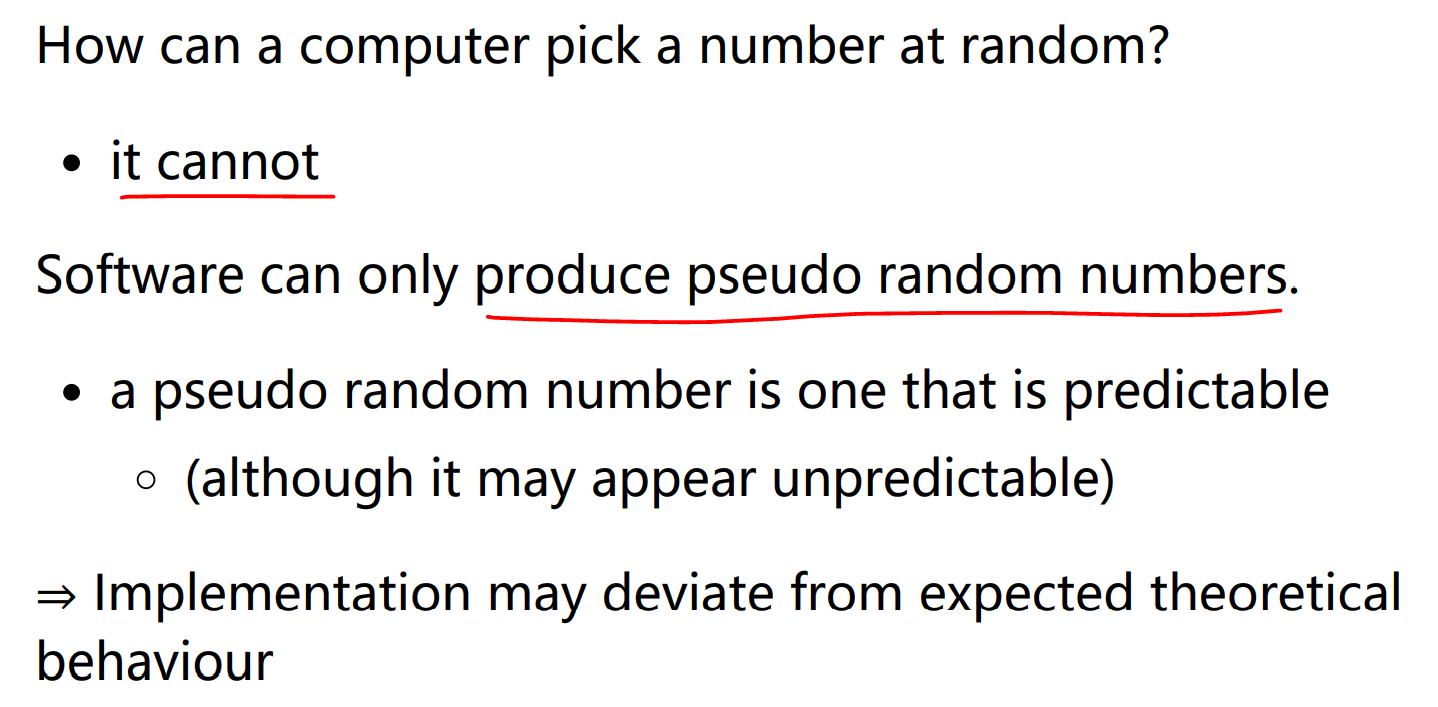 How can a computer pick a number at random?
• it cannot
Software can only produce pseudo random numbers.
• a pseudo random number is one that is predictable
◦ (although it may appear unpredictable)
⇒ Implementation may deviate from expected theoretical
behaviour